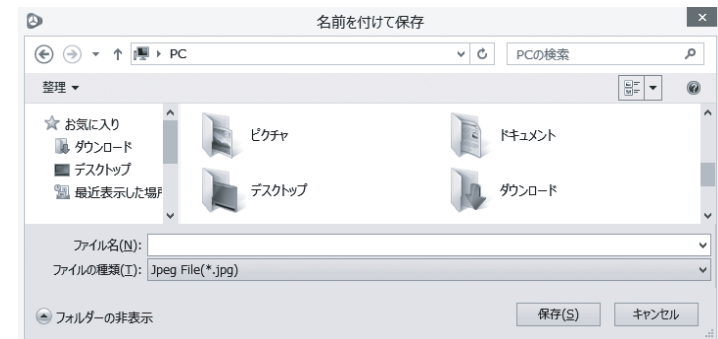 名前を付けて保存
PC
PCの検索
整理
お気に入り
ダウンロード
デスクトップ
最近表示した場所
ピクチャ
ドキュメント
デスクトップ
ダウンロード
ファイル名(N):
ファイルの種類(T): Jpeg File(*.jpg)
フォルダーの非表示
保存(S)
キャンセル